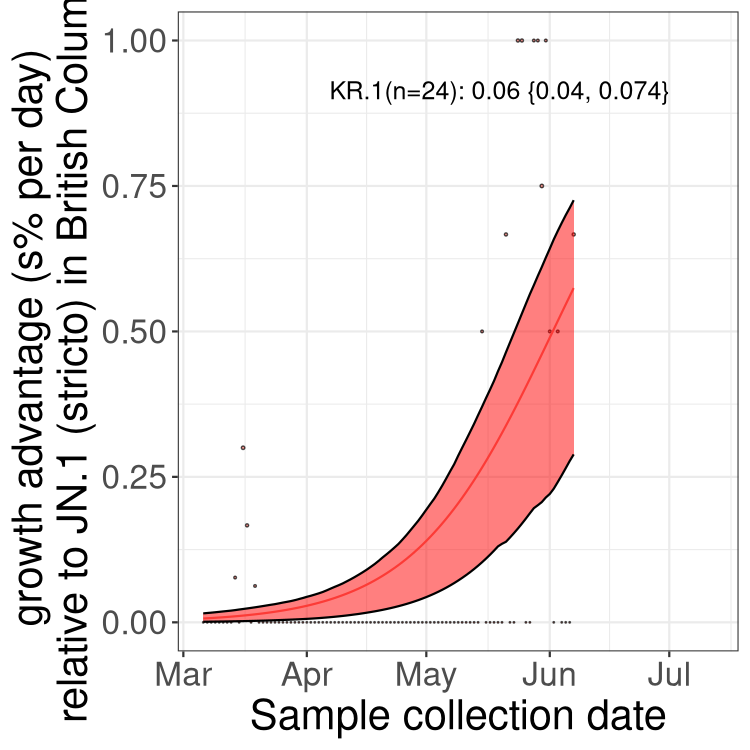 growth advantage (s% per day)
relative to JN.1 (stricto) in British Colum
1.00
0.75
0.50
0.25
0.00
KR.1(n=24): 0.06 {0.04, 0.074}
Mar Apr May Jun Jul
Sample collection date